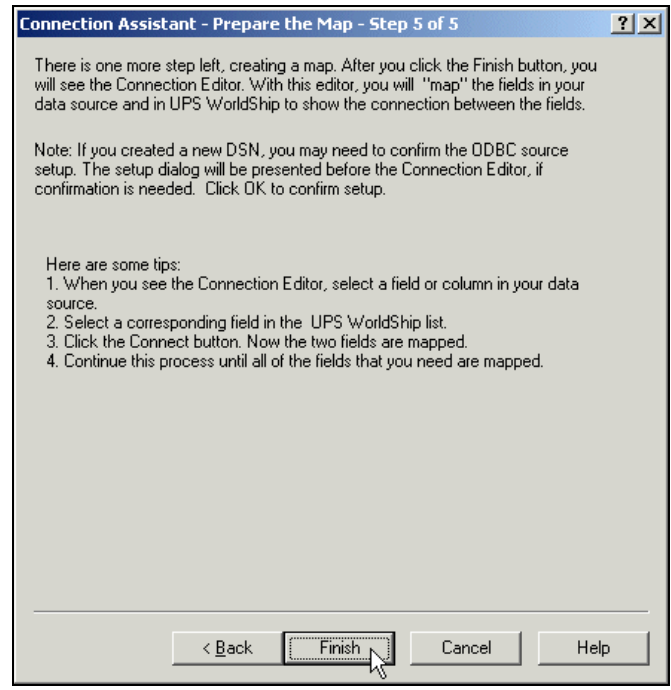 Connection Assistant - Prepare the Map - Step 5 of 5
There is one more step left, creating a map. After you click the Finish button, you
will see the Connection Editor. With this editor, you will "map" the fields in your
data source and in UPS WorldShip to show the connection between the fields.
Note: If you created a new DSN, you may need to confirm the ODBC source
setup. The setup dialog will be presented before the Connection Editor, if
confirmation is needed. Click OK to confirm setup.
Here are some tips:
1. When you see the Connection Editor, select a field or column in your data
source.
2. Select a corresponding field in the UPS WorldShip list.
3. Click the Connect button. Now the two fields are mapped.
4. Continue this process until all of the fields that you need are mapped.
< Back Finish Cancel Help